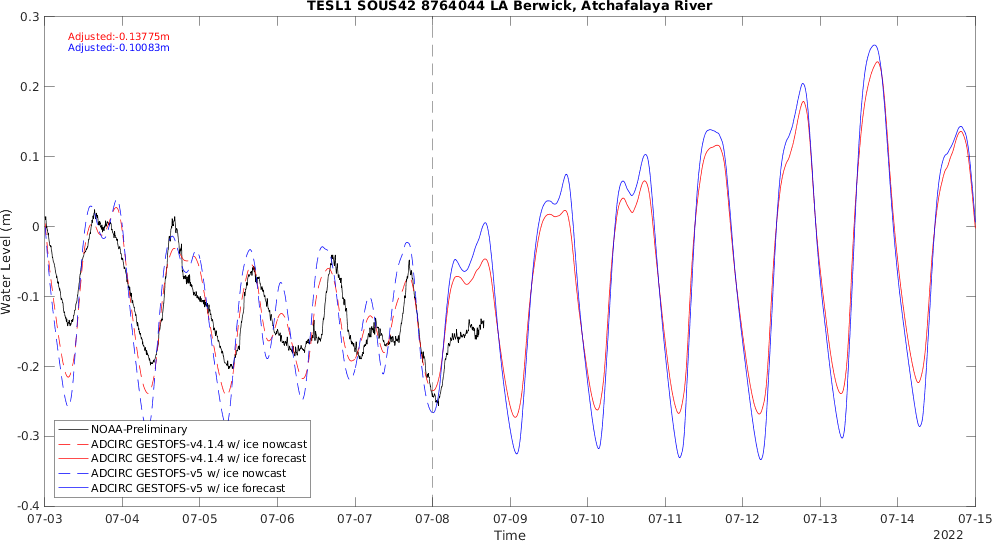 TESL1 SOUS42 8764044 LA Berwick, Atchafalaya River
Adjusted:-0.13775m
Adjusted:-0.10083m
0.3
0.2
0.1
0
-0.1
-0.2
-0.3
-0.4
Water Level (m)
NOAA-Preliminary
ADCIRC GESTOFS-v4.1.4 w/ ice nowcast
ADCIRC GESTOFS-v4.1.4 w/ ice forecast
ADCIRC GESTOFS-v5 w/ ice nowcast
ADCIRC GESTOFS-v5 w/ ice forecast
07-03 07-04 07-05 07-06 07-07 07-08 07-09 07-10 07-11 07-12 07-13 07-14 07-15
Time
2022